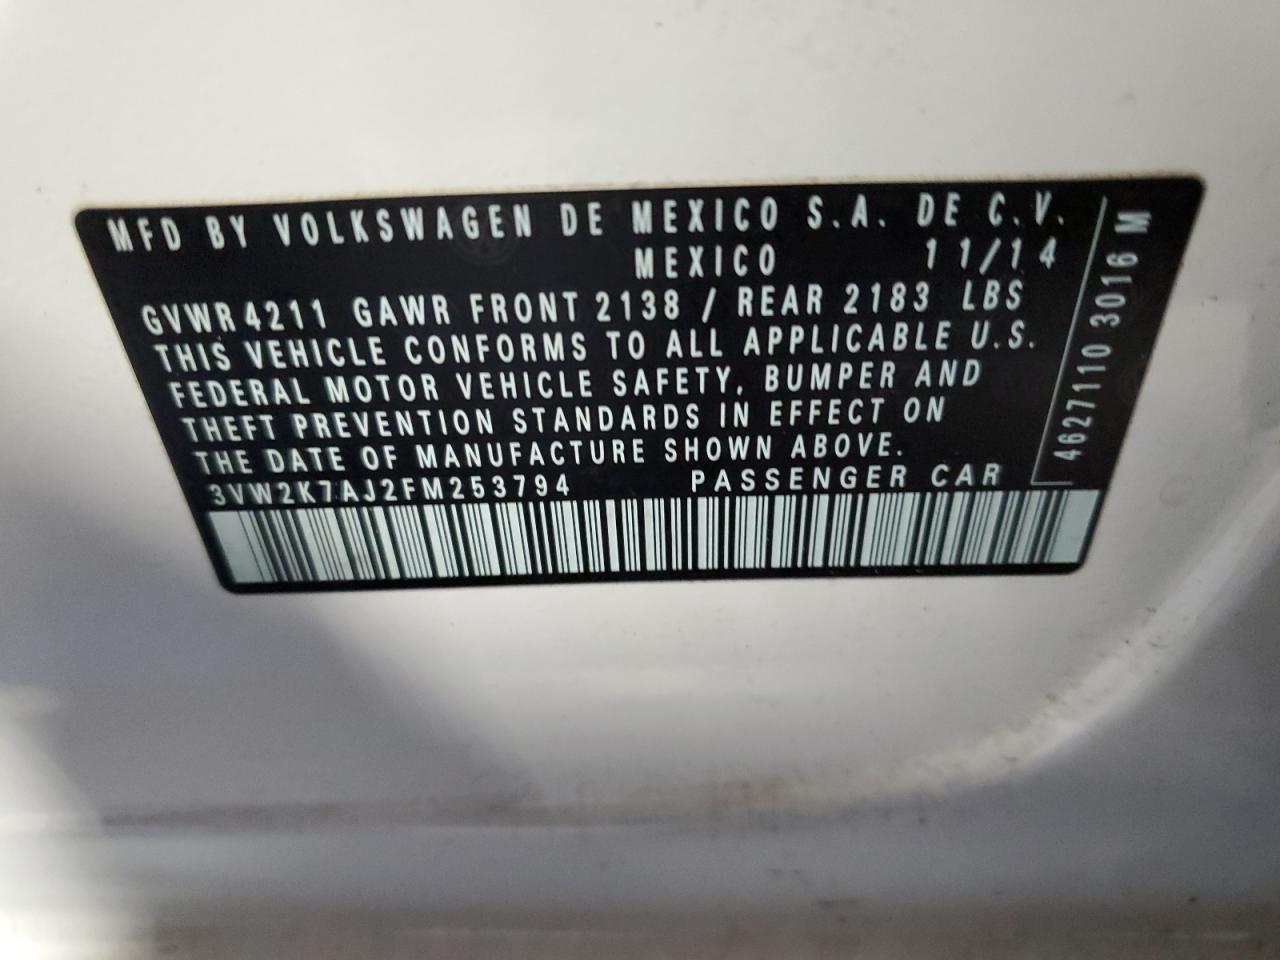 MFD BY VOLKSWAGEN DE MEXICO S.A. DE C.V.
MEXICO 11/14
GVWR 4211 GAWR FRONT 2138 / REAR 2183 LBS
THIS VEHICLE CONFORMS TO ALL APPLICABLE U.S.
FEDERAL MOTOR VEHICLE SAFETY, BUMPER AND
THEFT PREVENTION STANDARDS IN EFFECT ON
THE DATE OF MANUFACTURE SHOWN ABOVE.
3VW2K7AJ2FM253794 PASSENGER CAR
4627110 3016 M